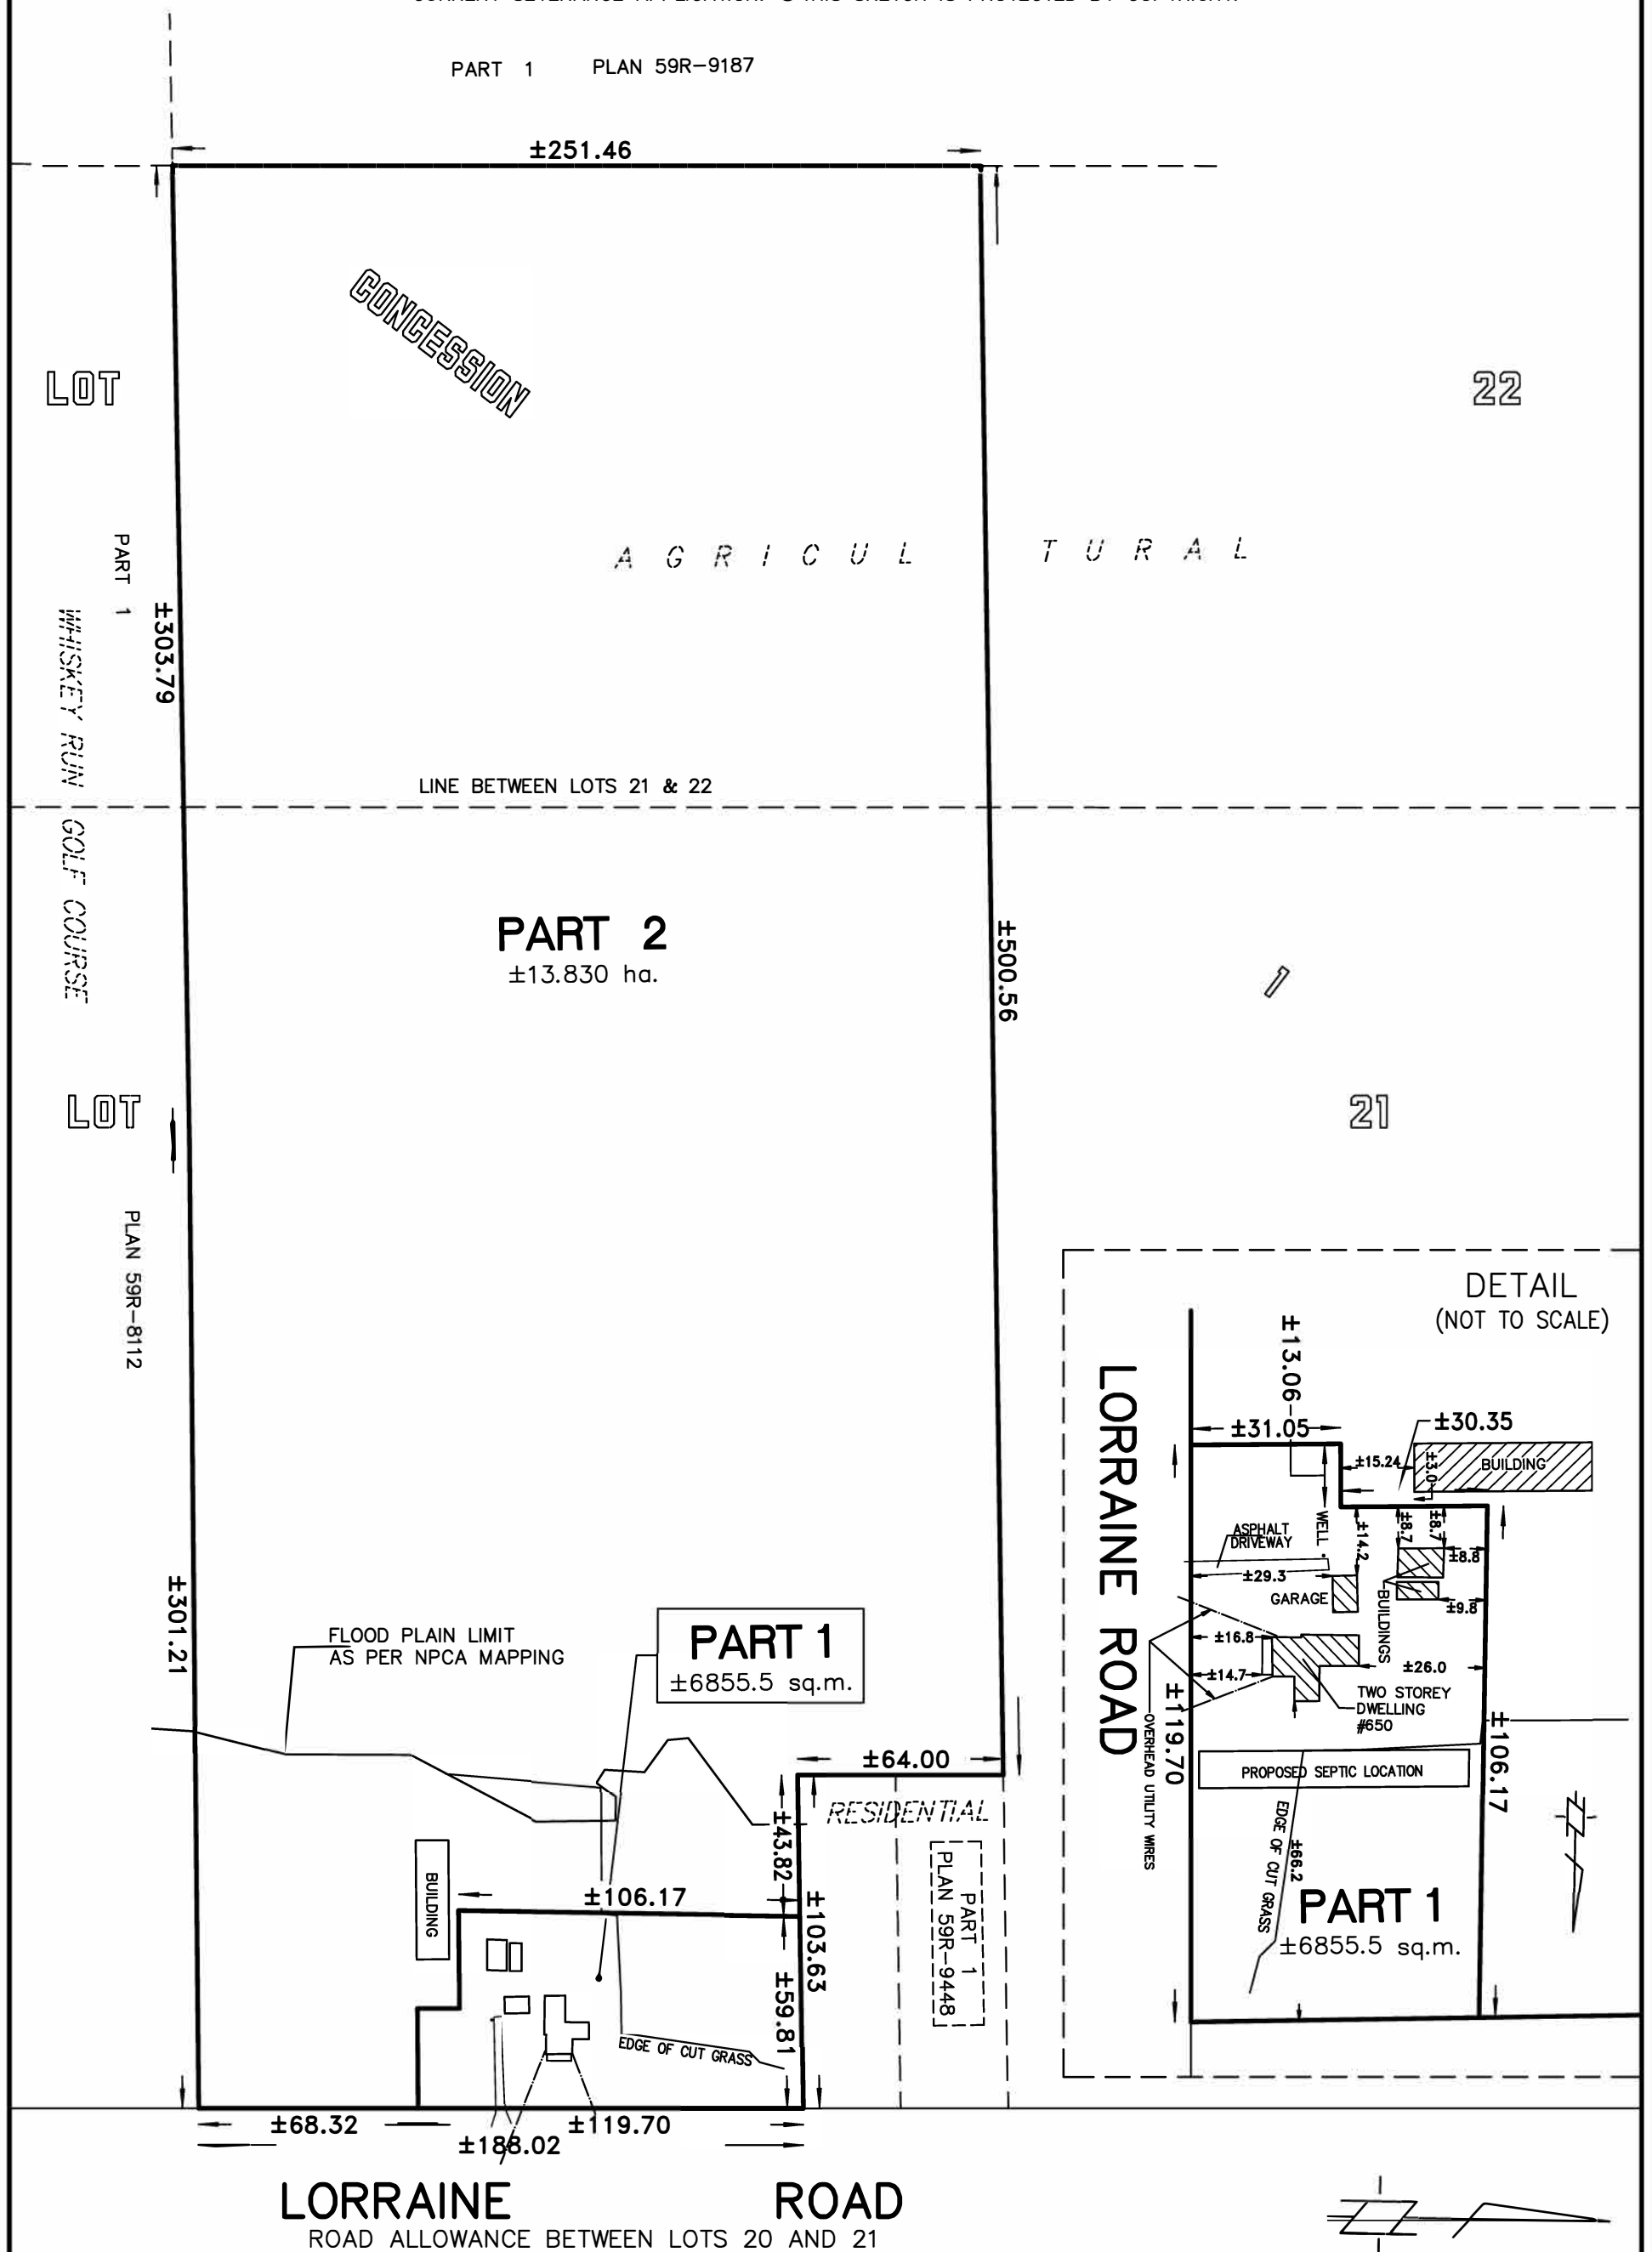 PART 1 PLAN 59R-9187
±251.46
CONCESSION
LOT
22
AGRICULTURAL
PART 1
±303.79
WHISKEY RUN GOLF COURSE
LINE BETWEEN LOTS 21 & 22
PART 2
±13.830 ha.
±500.56
1
LOT
21
PLAN 59R-8112
±301.21
FLOOD PLAIN LIMIT
AS PER NPCA MAPPING
PART 1
±6855.5 sq.m.
±64.00
RESIDENTIAL
±43.82
BUILDING
±106.17
±103.63
PART 1
PLAN 59R-9448
±59.81
EDGE OF CUT GRASS
±68.32
±119.70
±188.02
LORRAINE ROAD
ROAD ALLOWANCE BETWEEN LOTS 20 AND 21
DETAIL
(NOT TO SCALE)
±13.06
LORRAINE ROAD
±31.05
±30.35
±15.24
±3.0
BUILDING
WELL
±14.2
±8.7
±8.7
ASPHALT
DRIVEWAY
±8.8
±29.3
GARAGE
BUILDINGS
±9.8
±16.8
±14.7
±26.0
TWO STOREY
DWELLING
#650
±119.70
OVERHEAD UTILITY WIRES
±106.17
PROPOSED SEPTIC LOCATION
EDGE OF CUT GRASS
±66.2
PART 1
±6855.5 sq.m.